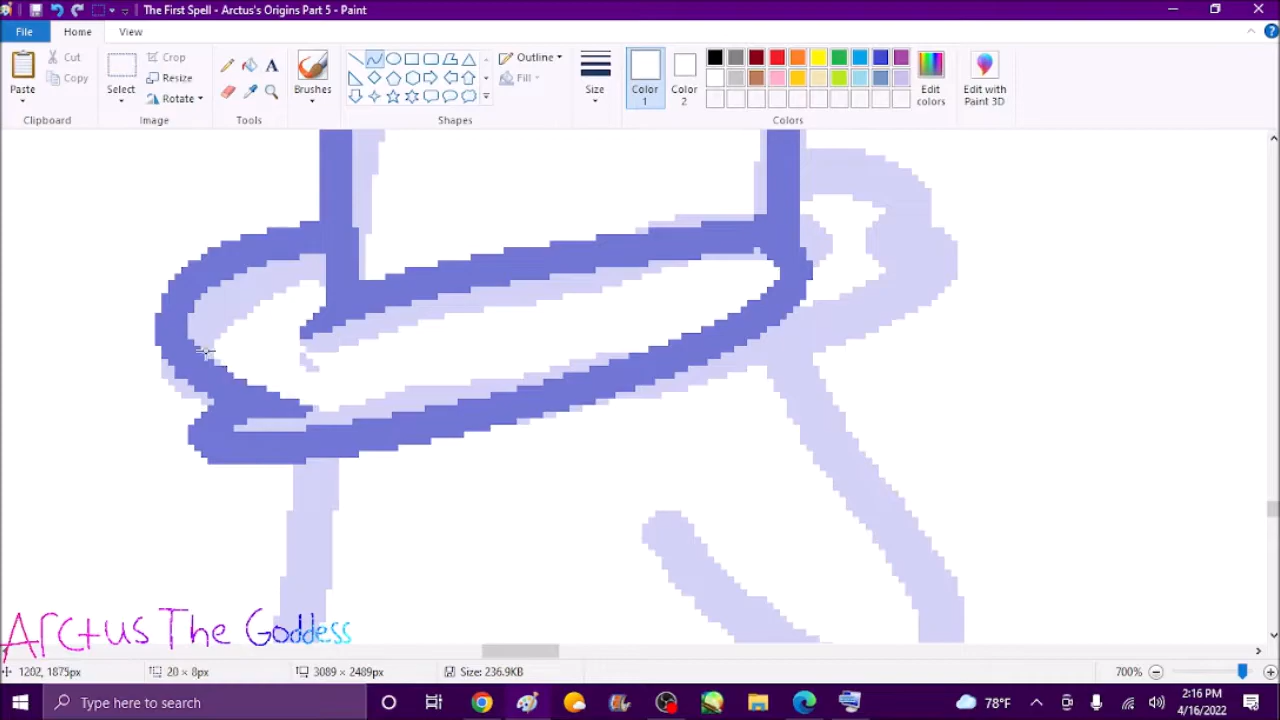 The First Spell - Arctus's Origins Part 5 - Paint
File
Home
View
Paste
Cut
Copy
Clipboard
Select
Crop
Resize
Rotate
Image
A
Tools
Brushes
Outline
Fill
Shapes
Size
Color 1
Color 2
Edit colors
Colors
Edit with Paint 3D
Arctus The Goddess
1202, 1875px
20 × 8px
3089 × 2489px
Size: 236.9KB
700%
Type here to search
78°F
2:16 PM
4/16/2022